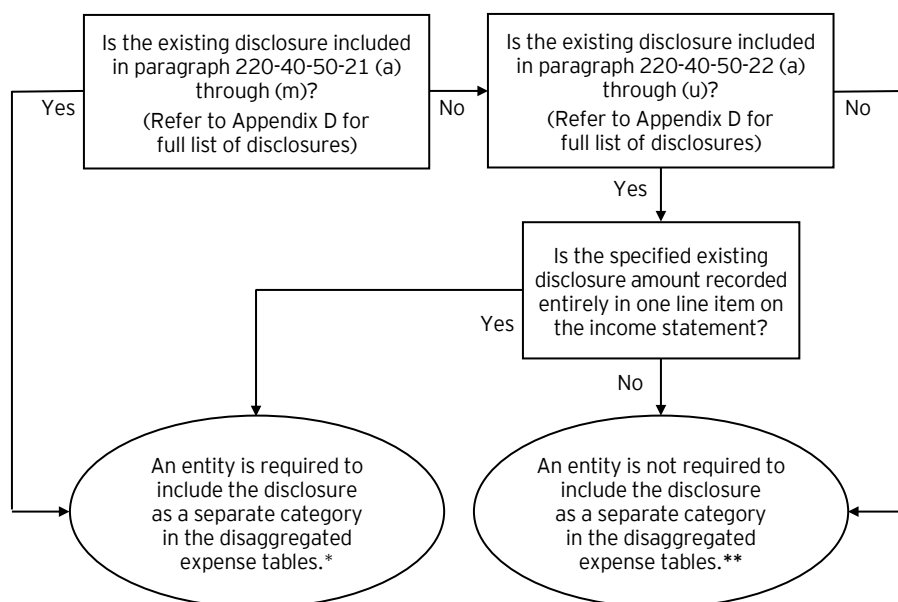 Is the existing disclosure included
in paragraph 220-40-50-21 (a)
through (m)?
(Refer to Appendix D for
full list of disclosures)
Yes
No
Is the existing disclosure included
in paragraph 220-40-50-22 (a)
through (u)?
(Refer to Appendix D for
full list of disclosures)
No
Yes
Is the specified existing
disclosure amount recorded
entirely in one line item on
the income statement?
Yes
No
An entity is required to
include the disclosure
as a separate category
in the disaggregated
expense tables.*
An entity is not required to
include the disclosure
as a separate category
in the disaggregated
expense tables.**